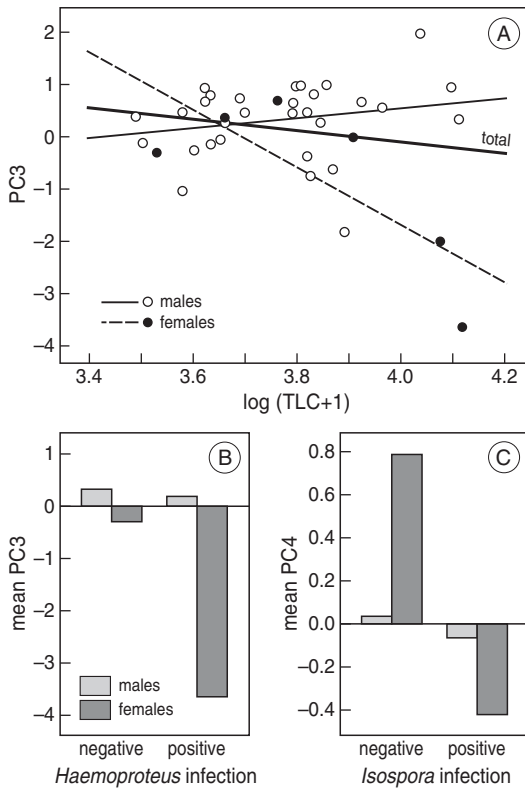 A
2
1
0
−1
−2
−3
−4
PC3
total
males
females
3.4 3.6 3.8 4.0 4.2
log (TLC+1)
B
1
0
−1
−2
−3
−4
mean PC3
males
females
negative positive
Haemoproteus infection
C
0.8
0.6
0.4
0.2
0.0
−0.2
−0.4
mean PC4
negative positive
Isospora infection